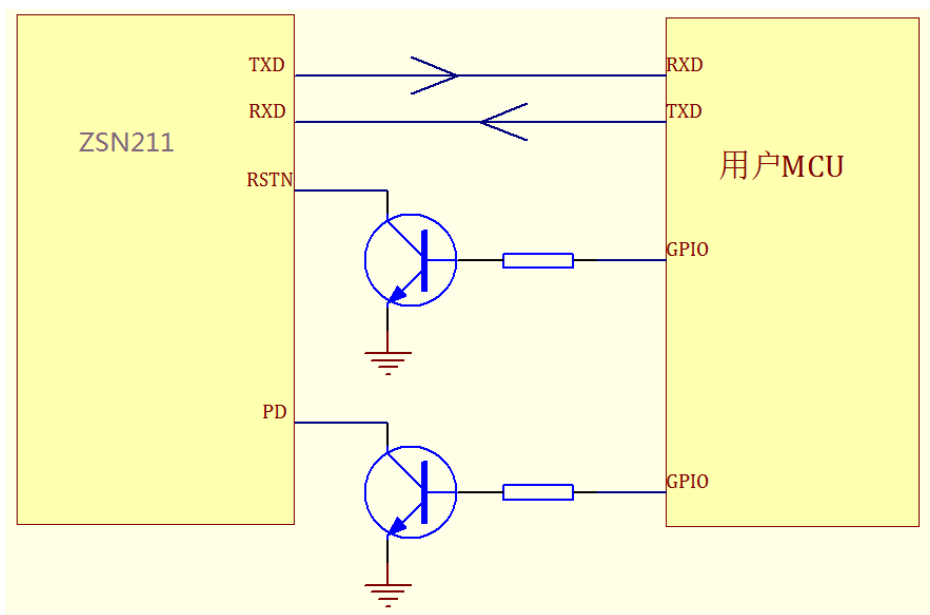 TXD
RXD
RXD
TXD
ZSN211
用户MCU
RSTN
GPIO
PD
GPIO